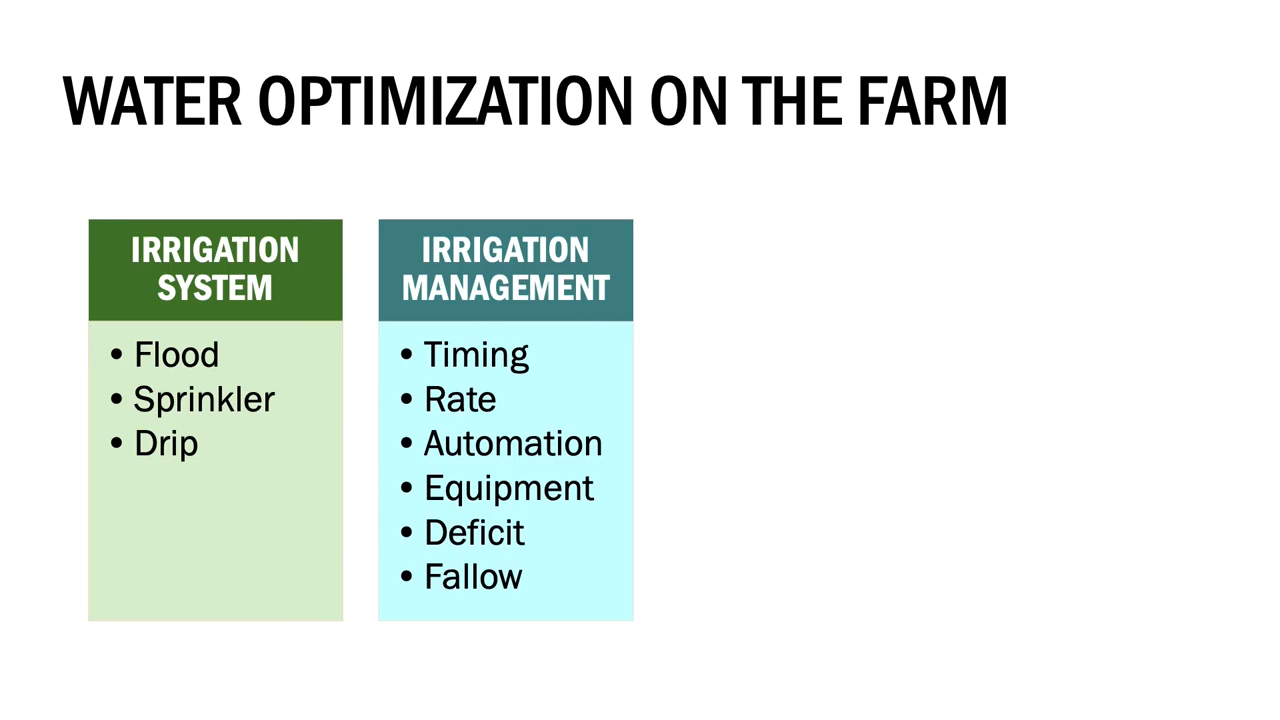 WATER OPTIMIZATION ON THE FARM
IRRIGATION
SYSTEM
• Flood
• Sprinkler
• Drip
IRRIGATION
MANAGEMENT
• Timing
• Rate
• Automation
• Equipment
• Deficit
• Fallow